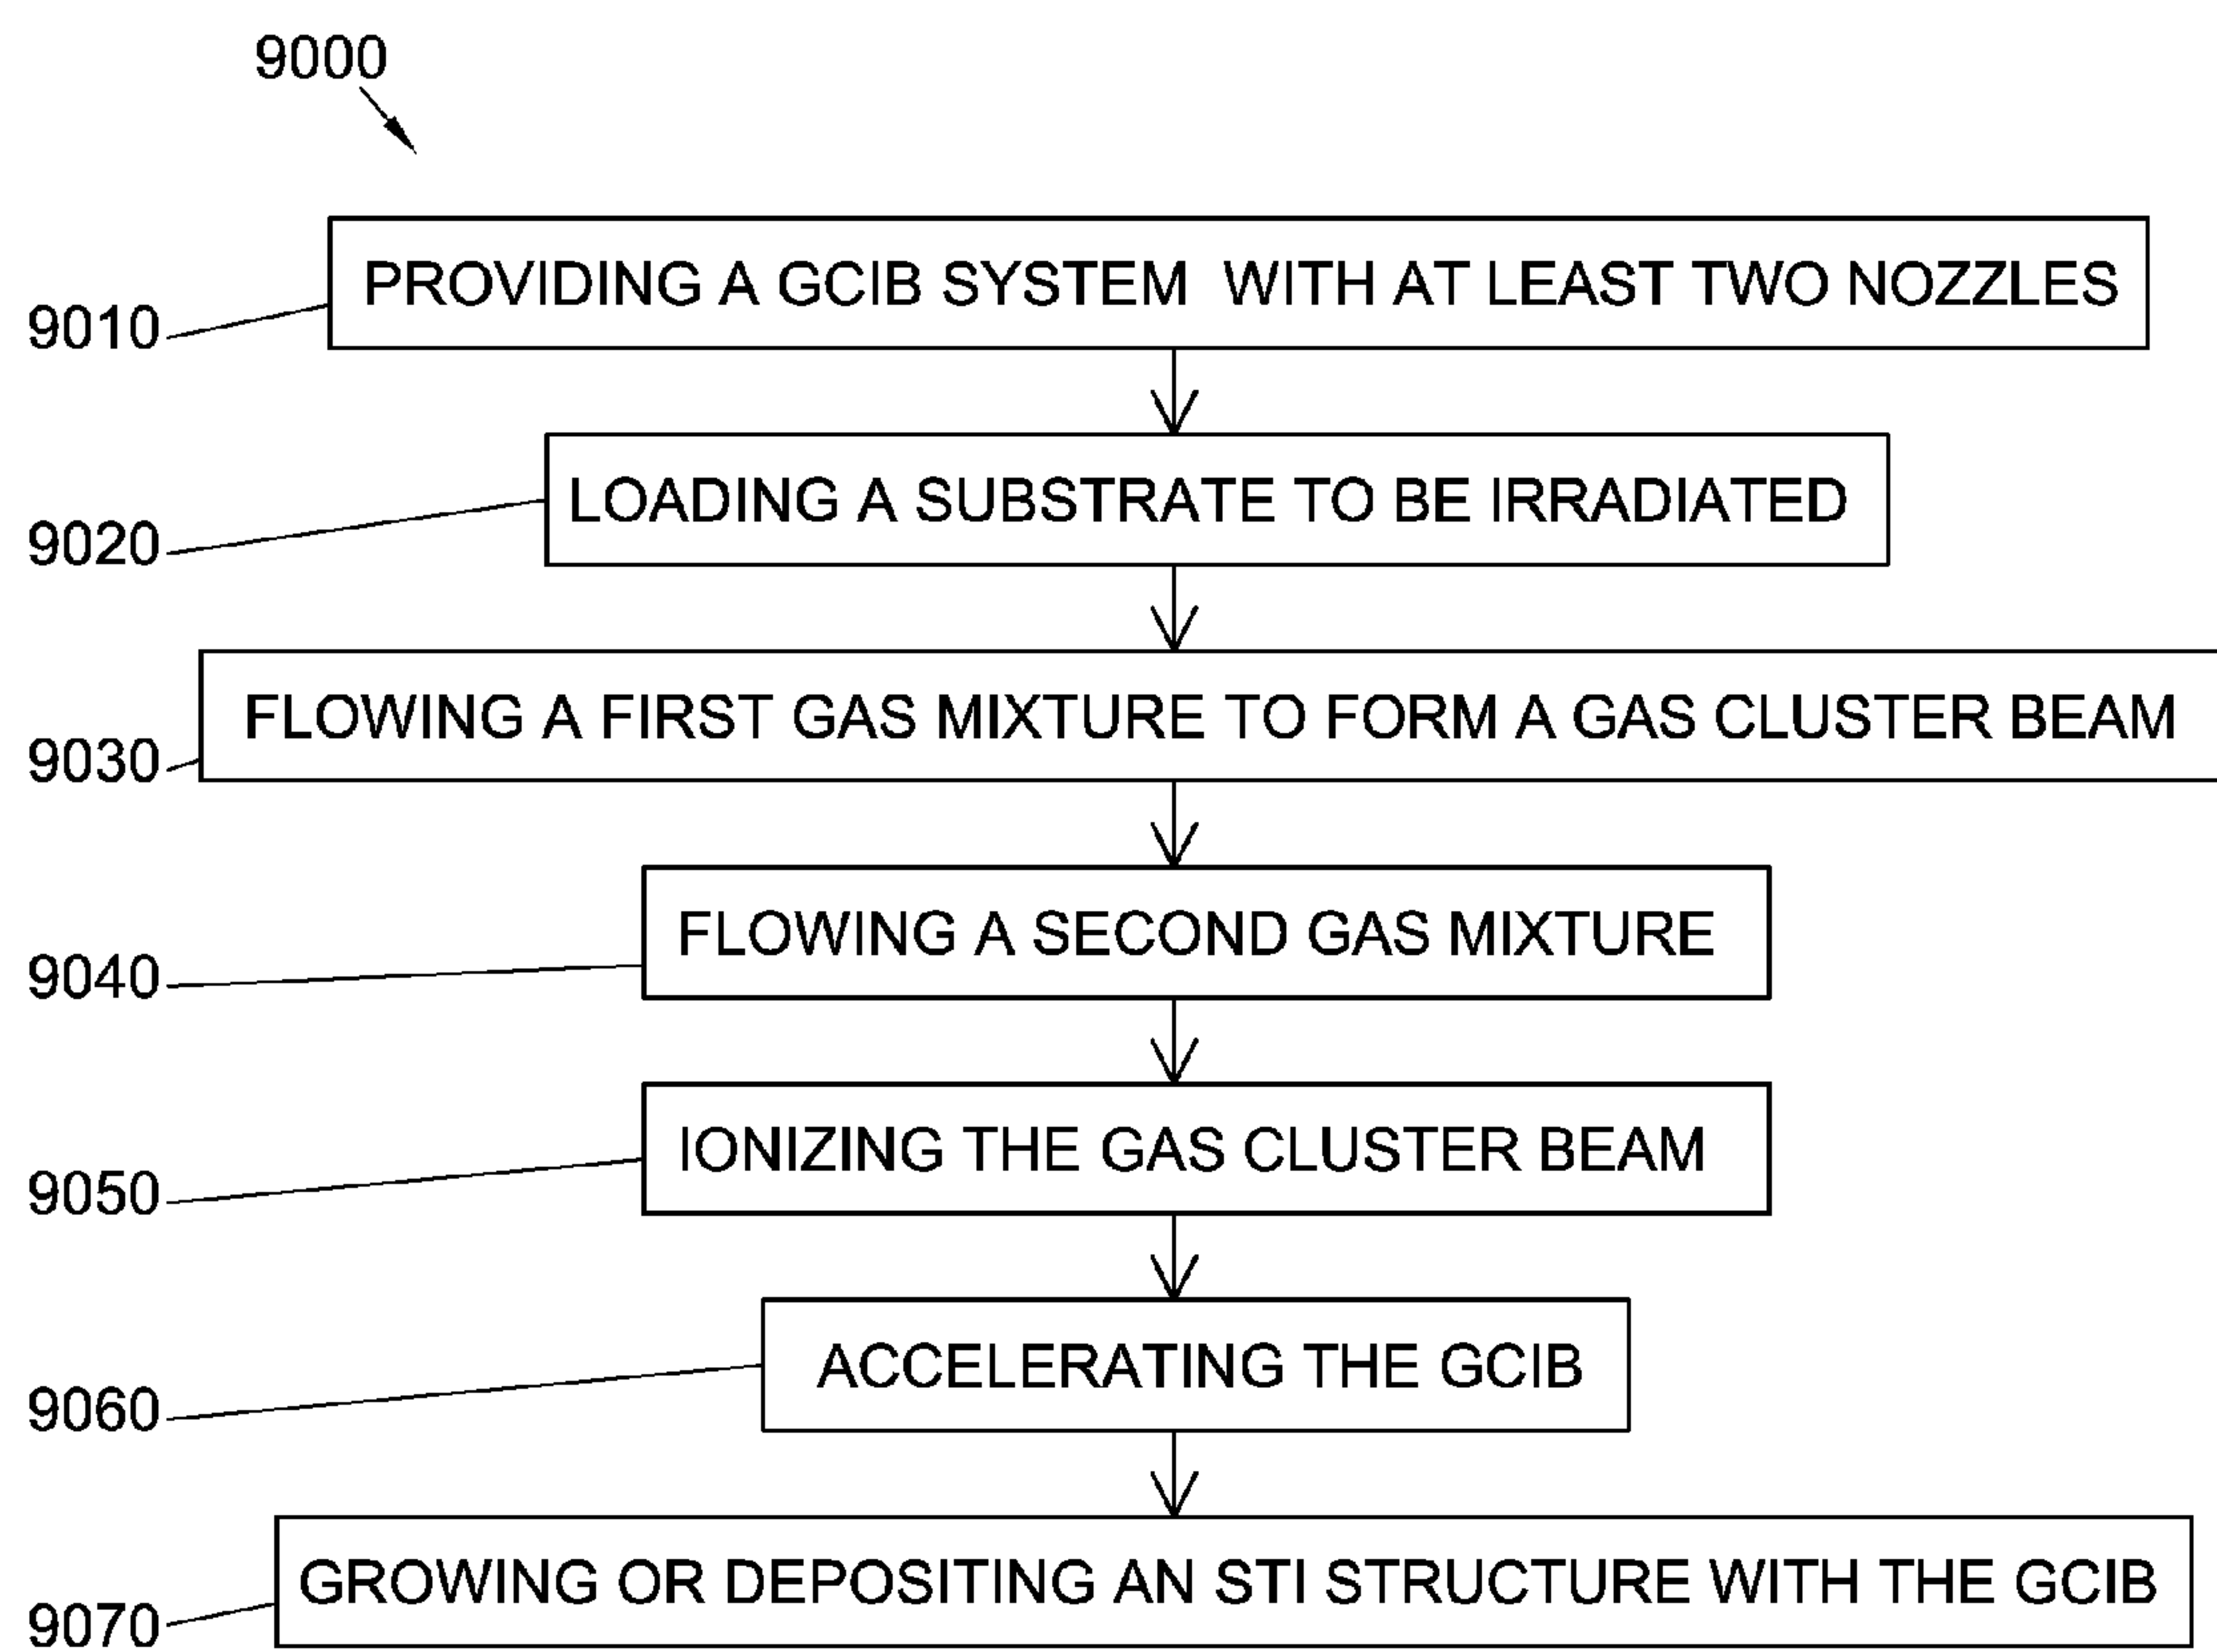 9000
PROVIDING A GCIB SYSTEM WITH AT LEAST TWO NOZZLES
9010
LOADING A SUBSTRATE TO BE IRRADIATED
9020
FLOWING A FIRST GAS MIXTURE TO FORM A GAS CLUSTER BEAM
9030
FLOWING A SECOND GAS MIXTURE
9040
IONIZING THE GAS CLUSTER BEAM
9050
ACCELERATING THE GCIB
9060
GROWING OR DEPOSITING AN STI STRUCTURE WITH THE GCIB
9070